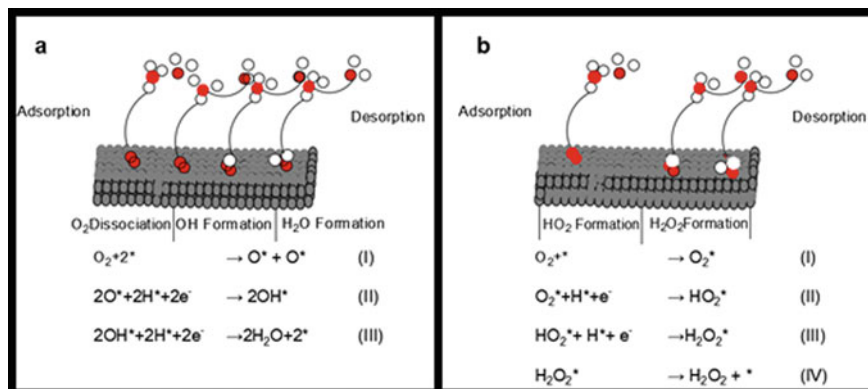 a
Adsorption
Desorption
O₂Dissociation OH Formation H₂O Formation
O₂+2* → O* + O* (I)
2O*+2H*+2e⁻ → 2OH* (II)
2OH*+2H*+2e⁻ →2H₂O+2* (III)
b
Adsorption
Desorption
HO₂ Formation H₂O₂Formation
O₂+* → O₂* (I)
O₂*+H*+e⁻ → HO₂* (II)
HO₂*+ H*+ e⁻ →H₂O₂* (III)
H₂O₂* → H₂O₂ + * (IV)